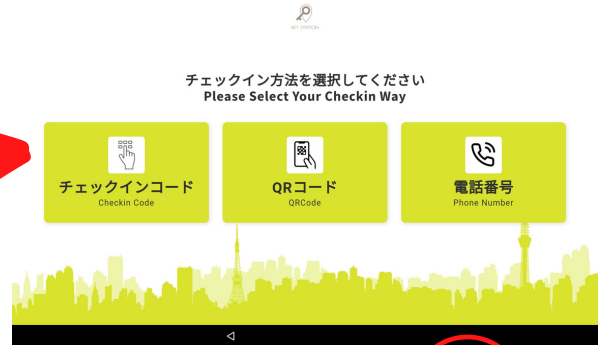 KEY STATION
チェックイン方法を選択してください
Please Select Your Checkin Way
チェックインコード
Checkin Code
QRコード
QRCode
電話番号
Phone Number